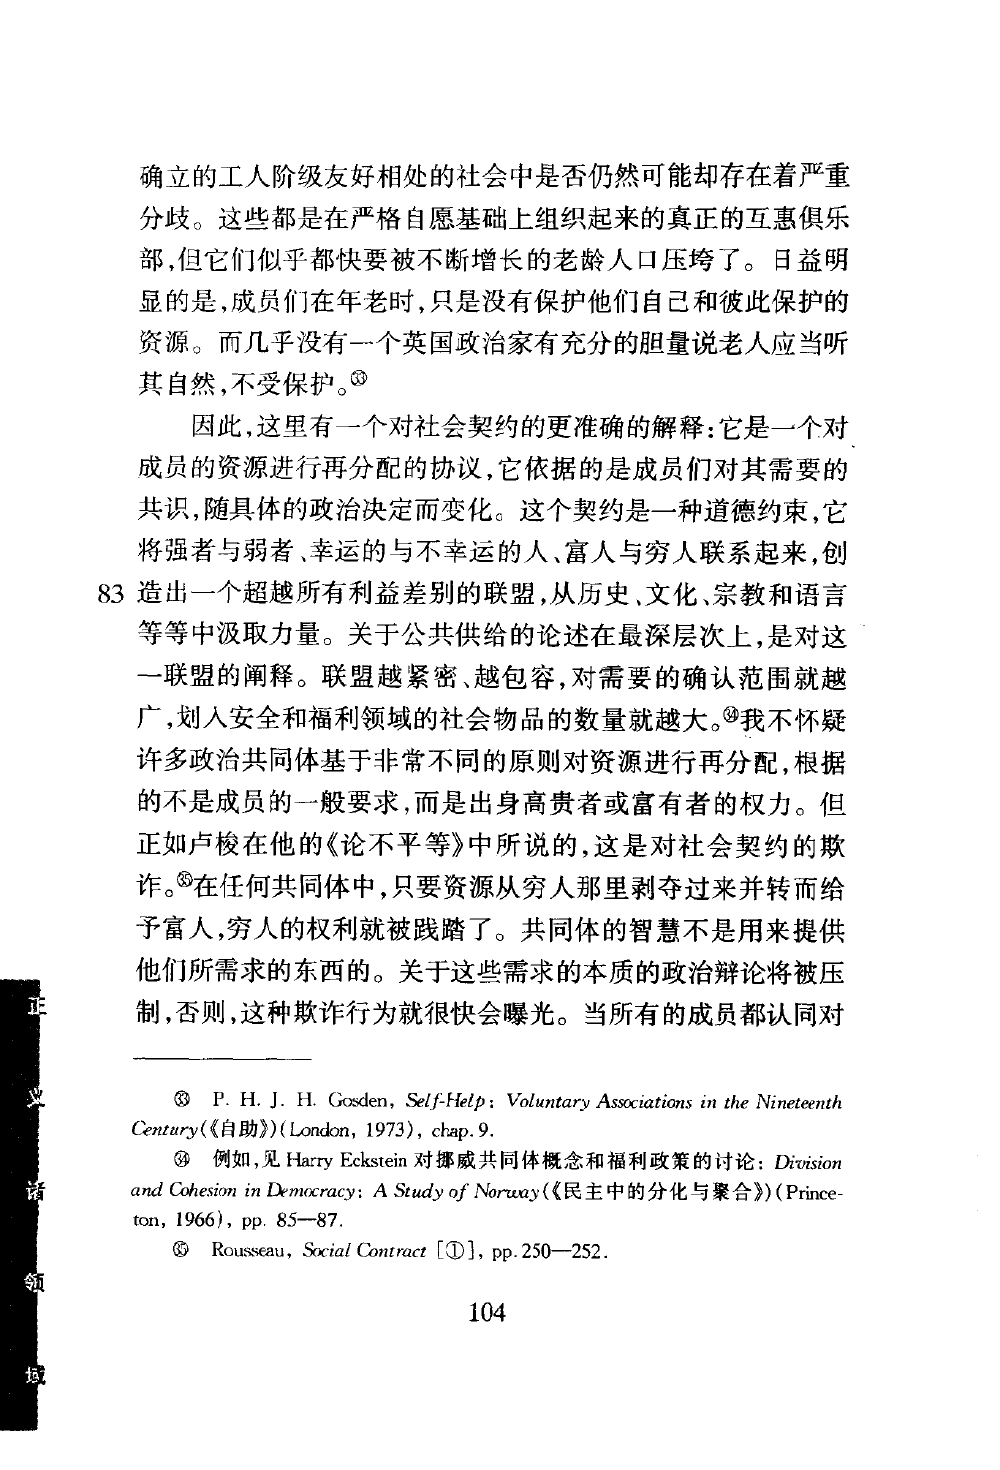 确立的工人阶级友好相处的社会中是否仍然可能却存在着严重
分歧。这些都是在严格自愿基础上组织起来的真正的互惠俱乐
部,但它们似乎都快要被不断增长的老龄人口压垮了。日益明
显的是,成员们在年老时,只是没有保护他们自己和彼此保护的
资源。而几乎没有一个英国政治家有充分的胆量说老人应当听
其自然,不受保护。㉝
因此,这里有一个对社会契约的更准确的解释:它是一个对
成员的资源进行再分配的协议,它依据的是成员们对其需要的
共识,随具体的政治决定而变化。这个契约是一种道德约束,它
将强者与弱者、幸运的与不幸运的人、富人与穷人联系起来,创
83 造出一个超越所有利益差别的联盟,从历史、文化、宗教和语言
等等中汲取力量。关于公共供给的论述在最深层次上,是对这
一联盟的阐释。联盟越紧密、越包容,对需要的确认范围就越
广,划入安全和福利领域的社会物品的数量就越大。㉞我不怀疑
许多政治共同体基于非常不同的原则对资源进行再分配,根据
的不是成员的一般要求,而是出身高贵者或富有者的权力。但
正如卢梭在他的《论不平等》中所说的,这是对社会契约的欺
诈。㉟在任何共同体中,只要资源从穷人那里剥夺过来并转而给
予富人,穷人的权利就被践踏了。共同体的智慧不是用来提供
他们所需求的东西的。关于这些需求的本质的政治辩论将被压
制,否则,这种欺诈行为就很快会曝光。当所有的成员都认同对
㉝ P. H. J. H. Gosden, Self-Help: Voluntary Associations in the Nineteenth
Century(《自助》)(London, 1973), chap.9.
㉞ 例如,见 Harry Eckstein 对挪威共同体概念和福利政策的讨论: Division
and Cohesion in Democracy: A Study of Norway(《民主中的分化与聚合》)(Prince-
ton, 1966), pp. 85—87.
㉟ Rousseau, Social Contract [①], pp.250—252.
104
正
义
诸
领
域